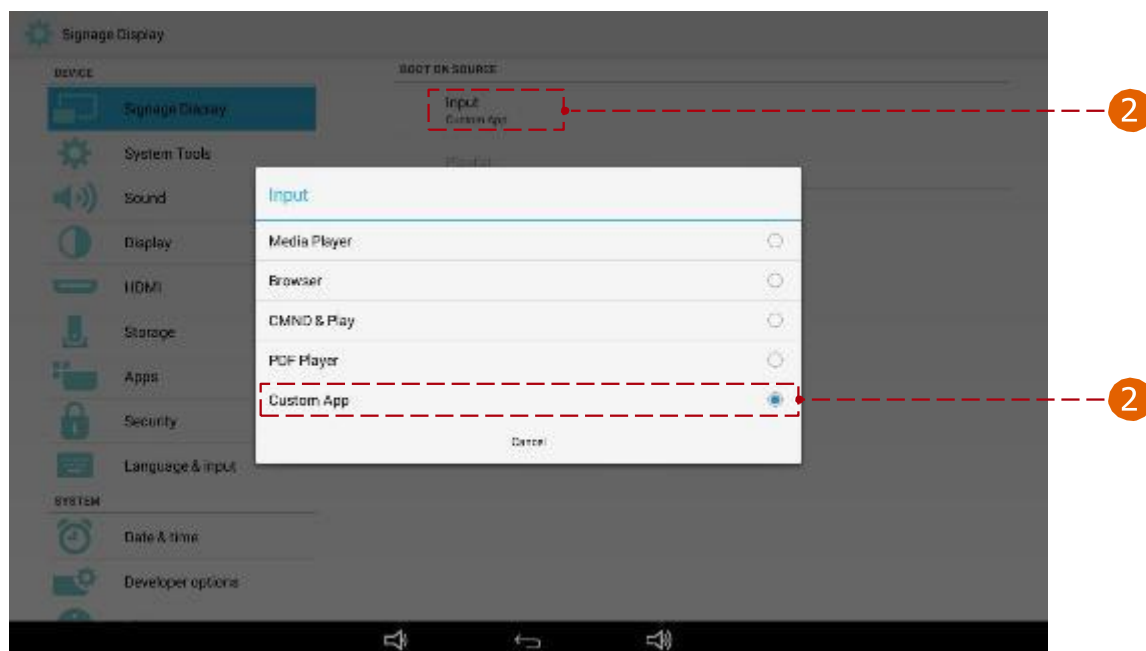 Signage Display
DEVICE
BOOT ON SOURCE
Signage Display
Input
Custom App
2
System Tools
Playlist
Sound
Input
Display
Media Player
HDMI
Browser
Storage
CMND & Play
Apps
PDF Player
Security
Custom App
2
Language & input
Cancel
SYSTEM
Date & time
Developer options